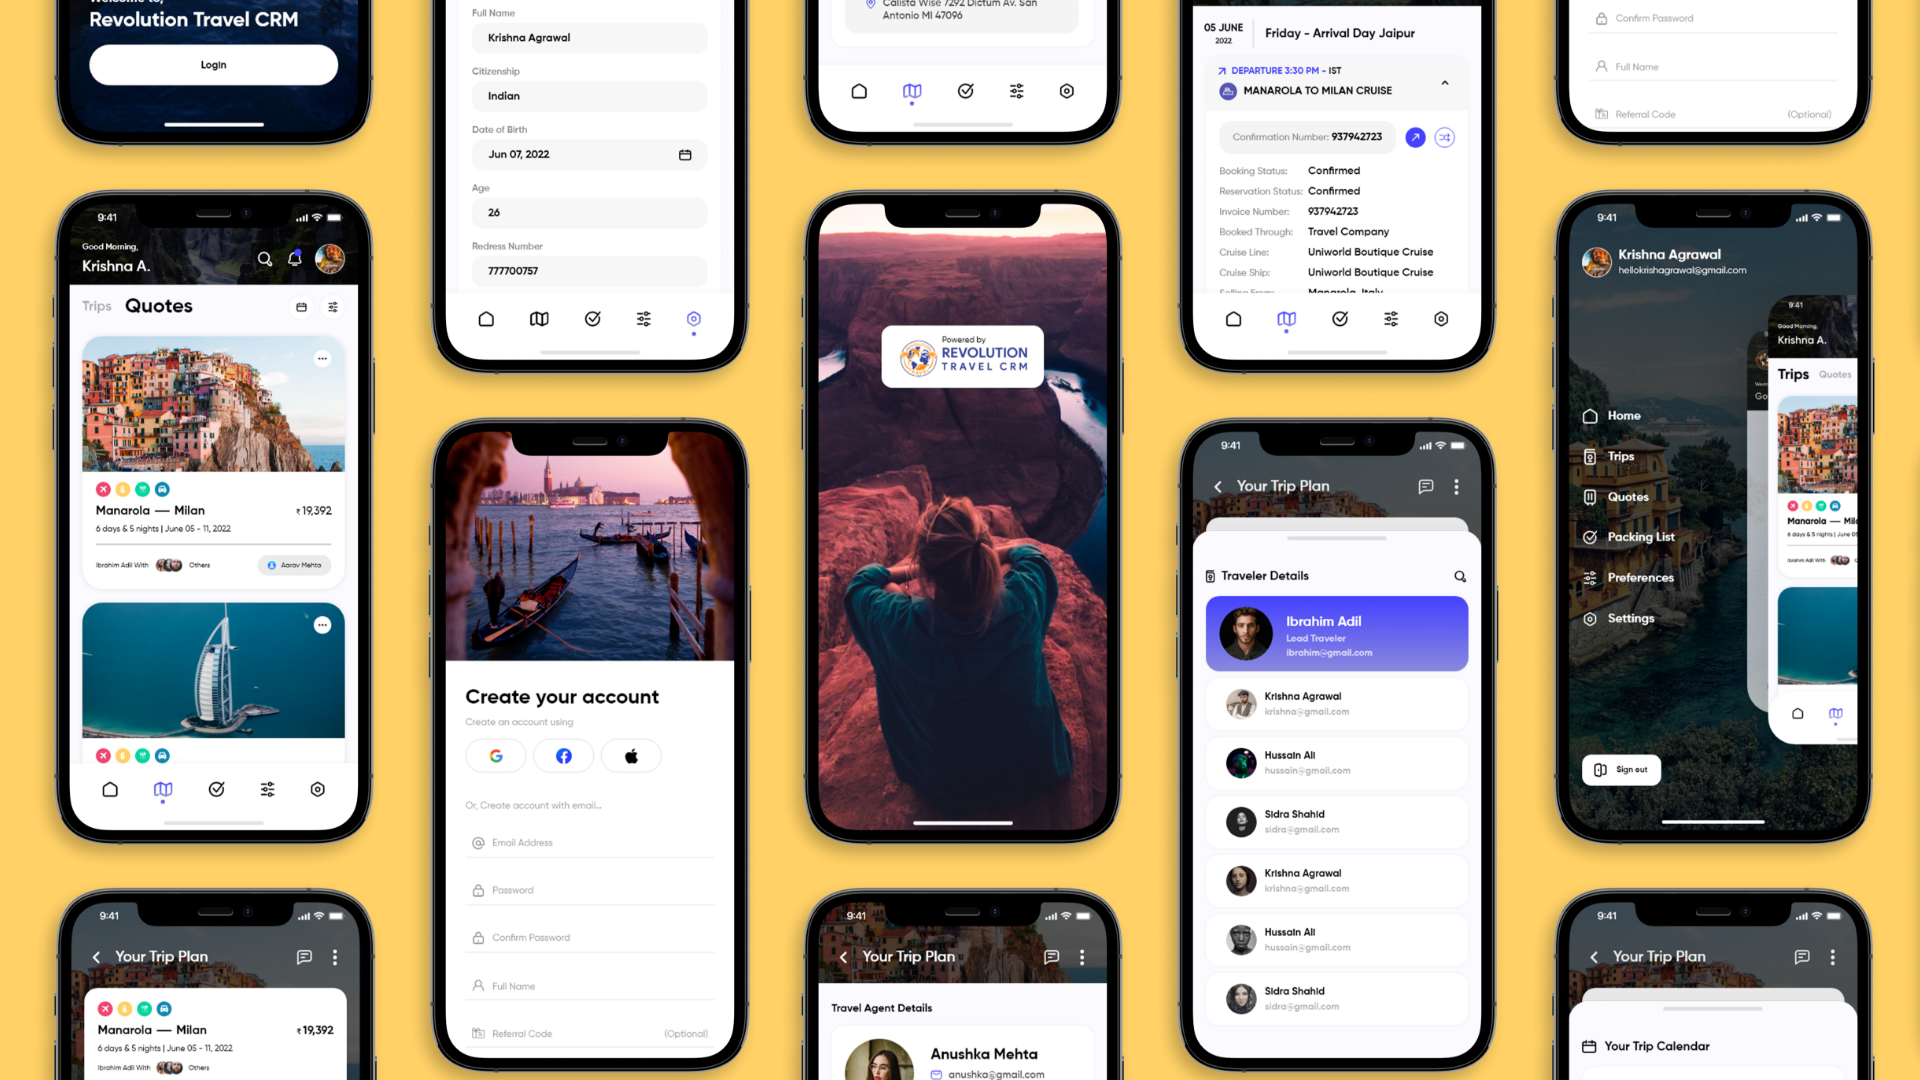 Revolution Travel CRM
Login
9:41
Good Morning,
Krishna A.
Trips Quotes
Manarola — Milan
₹19,392
6 days & 5 nights | June 05 - 11, 2022
Ibrahim Adil With
Others
Aarav Mehta
9:41
Your Trip Plan
Manarola — Milan
₹19,392
6 days & 5 nights | June 05 - 11, 2022
Ibrahim Adil With
Others
Full Name
Krishna Agrawal
Citizenship
Indian
Date of Birth
Jun 07, 2022
Age
26
Redress Number
777700757
Create your account
Create an account using
Or, Create account with email...
Email Address
Password
Confirm Password
Full Name
Referral Code
(Optional)
Calista Wise 7292 Dictum Av. San
Antonio MI 47096
Powered by
REVOLUTION
TRAVEL CRM
9:41
Your Trip Plan
Travel Agent Details
Anushka Mehta
anushka@gmail.com
05 JUNE
2022
Friday - Arrival Day Jaipur
DEPARTURE 3:30 PM - IST
MANAROLA TO MILAN CRUISE
Confirmation Number: 937942723
Booking Status: Confirmed
Reservation Status: Confirmed
Invoice Number: 937942723
Booked Through: Travel Company
Cruise Line: Uniworld Boutique Cruise
Cruise Ship: Uniworld Boutique Cruise
9:41
Your Trip Plan
Traveler Details
Ibrahim Adil
Lead Traveler
ibrahim@gmail.com
Krishna Agrawal
krishna@gmail.com
Hussain Ali
hussain@gmail.com
Sidra Shahid
sidra@gmail.com
Krishna Agrawal
krishna@gmail.com
Hussain Ali
hussain@gmail.com
Sidra Shahid
sidra@gmail.com
Confirm Password
Full Name
Referral Code
(Optional)
9:41
Krishna Agrawal
hellokrishagrawal@gmail.com
Home
Trips
Quotes
Packing List
Preferences
Settings
Sign out
9:41
Good Morning,
Krishna A.
Trips Quotes
Manarola —
6 days & 5 nights | June
Ibrahim Adil With
9:41
Your Trip Plan
Your Trip Calendar